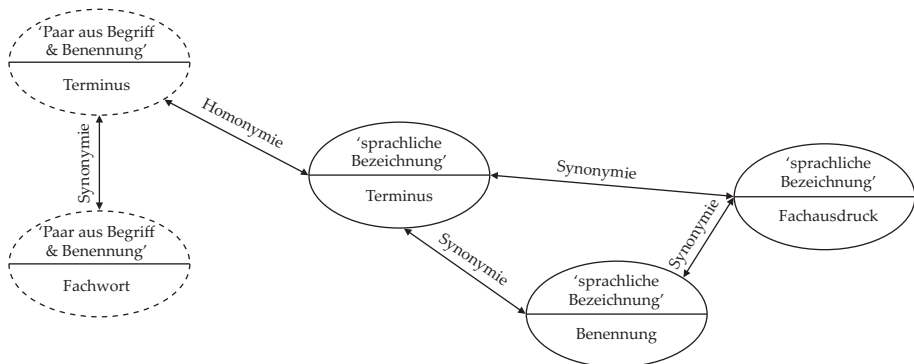 ‘Paar aus Begriff
& Benennung’
Terminus
Homonymie
Synonymie
‘sprachliche
Bezeichnung’
Terminus
Synonymie
‘sprachliche
Bezeichnung’
Fachausdruck
‘Paar aus Begriff
& Benennung’
Fachwort
Synonymie
Synonymie
‘sprachliche
Bezeichnung’
Benennung